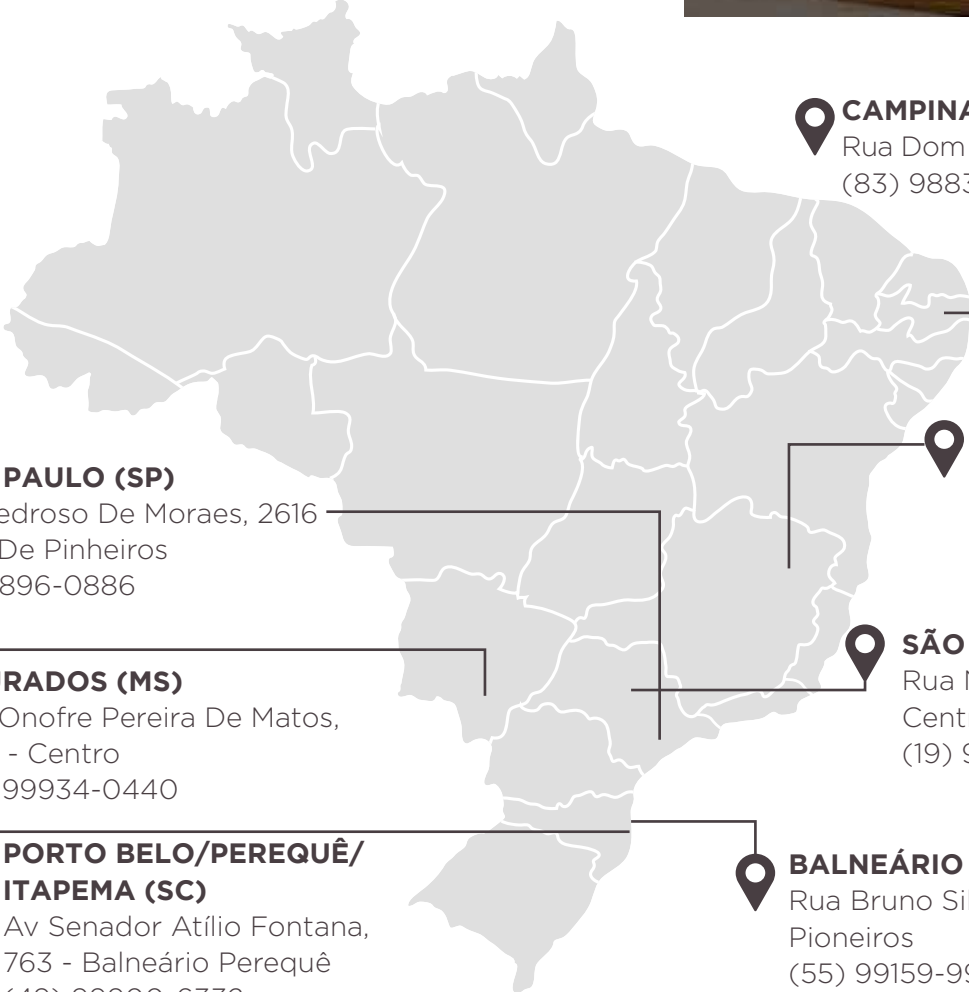 CAMPINA
Rua Dom
(83) 9883
PAULO (SP)
edroso De Moraes, 2616
De Pinheiros
896-0886
SÃO
Rua
Cent
(19) 9
RADOS (MS)
Onofre Pereira De Matos,
- Centro
99934-0440
PORTO BELO/PEREQUÊ/
ITAPEMA (SC)
Av Senador Atílio Fontana,
763 - Balneário Perequê
BALNEÁRIO
Rua Bruno Sil
Pioneiros
(55) 99159-99